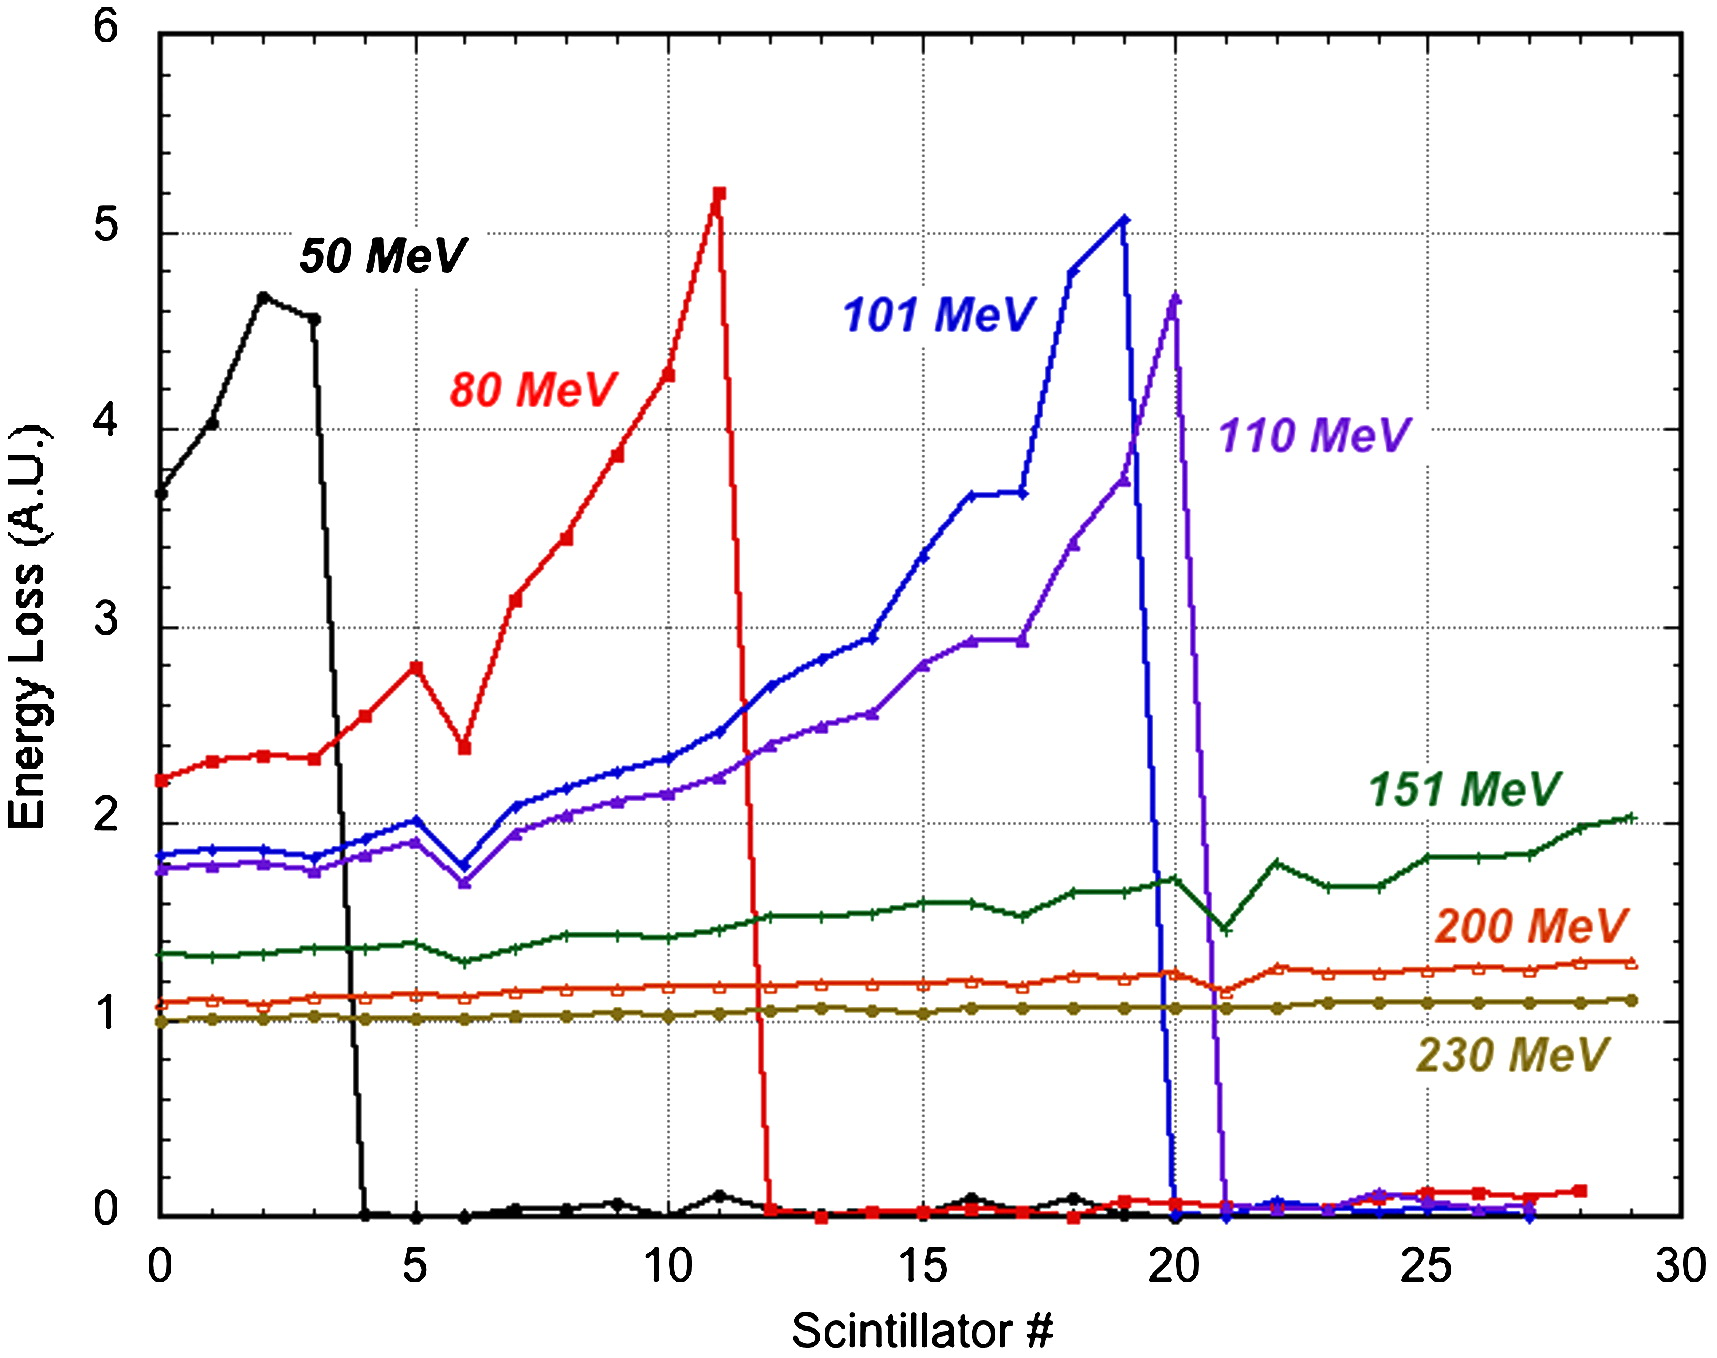 6
5
4
3
2
1
0
Energy Loss (A.U.)
50 MeV
80 MeV
101 MeV
110 MeV
151 MeV
200 MeV
230 MeV
0 5 10 15 20 25 30
Scintillator #